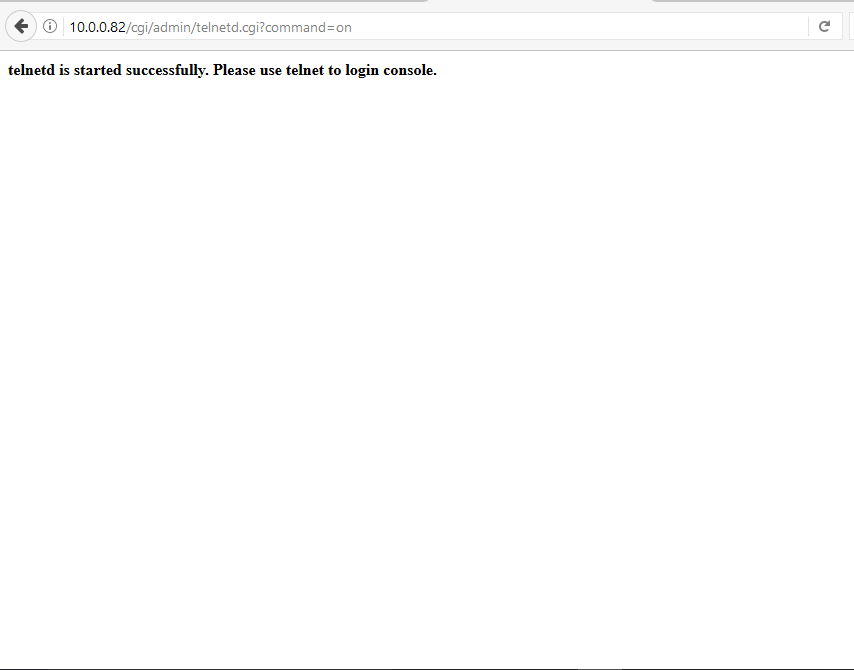 10.0.0.82/cgi/admin/telnetd.cgi?command=on
telnetd is started successfully. Please use telnet to login console.